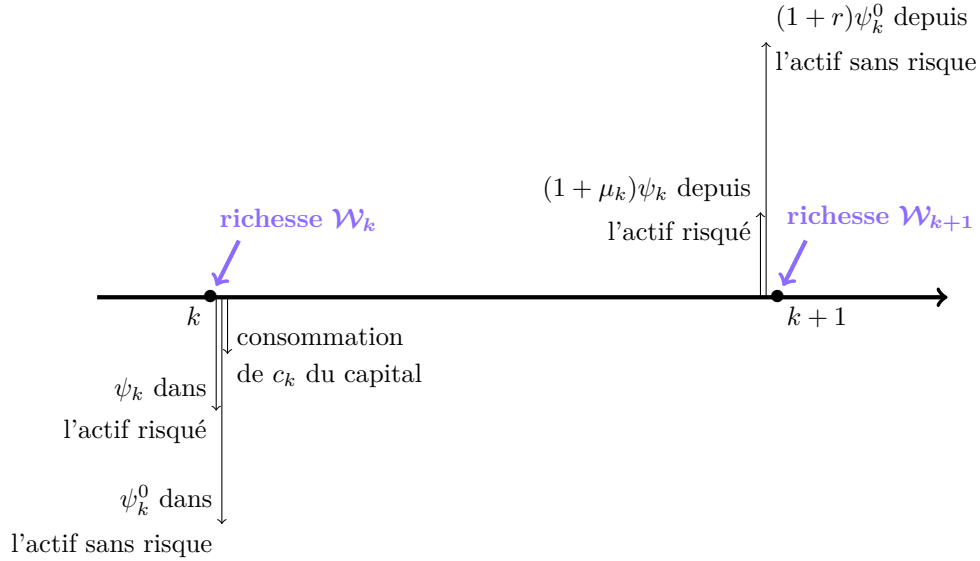 (1 + r)ψ_k^0 depuis
l'actif sans risque
(1 + μ_k)ψ_k depuis
l'actif risqué
richesse 𝒲_k
richesse 𝒲_{k+1}
k
k + 1
consommation
de c_k du capital
ψ_k dans
l'actif risqué
ψ_k^0 dans
l'actif sans risque